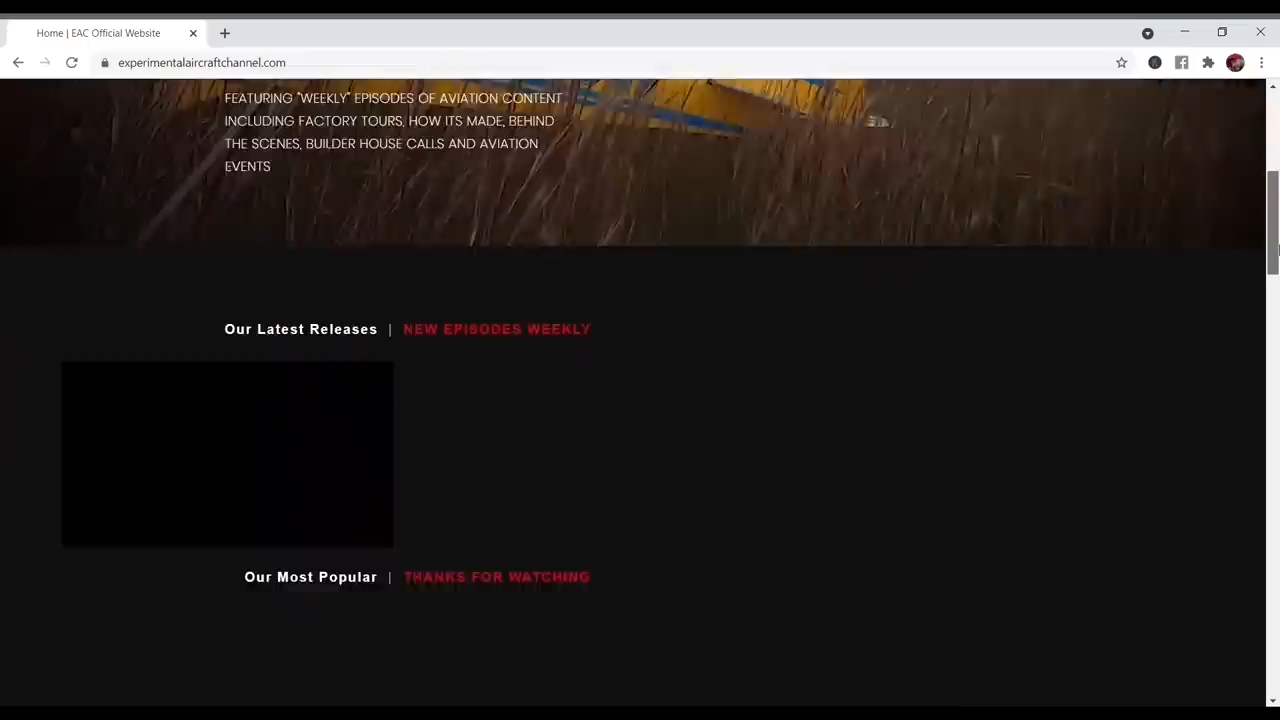 Home | EAC Official Website
experimentalaircraftchannel.com
FEATURING "WEEKLY" EPISODES OF AVIATION CONTENT
INCLUDING FACTORY TOURS, HOW ITS MADE, BEHIND
THE SCENES, BUILDER HOUSE CALLS AND AVIATION
EVENTS
Our Latest Releases | NEW EPISODES WEEKLY
Our Most Popular | THANKS FOR WATCHING